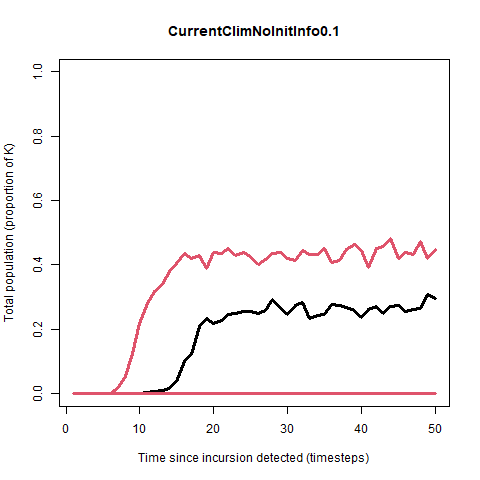 CurrentClimNoInitInfo0.1
Total population (proportion of K)
1.0
0.8
0.6
0.4
0.2
0.0
0 10 20 30 40 50
Time since incursion detected (timesteps)